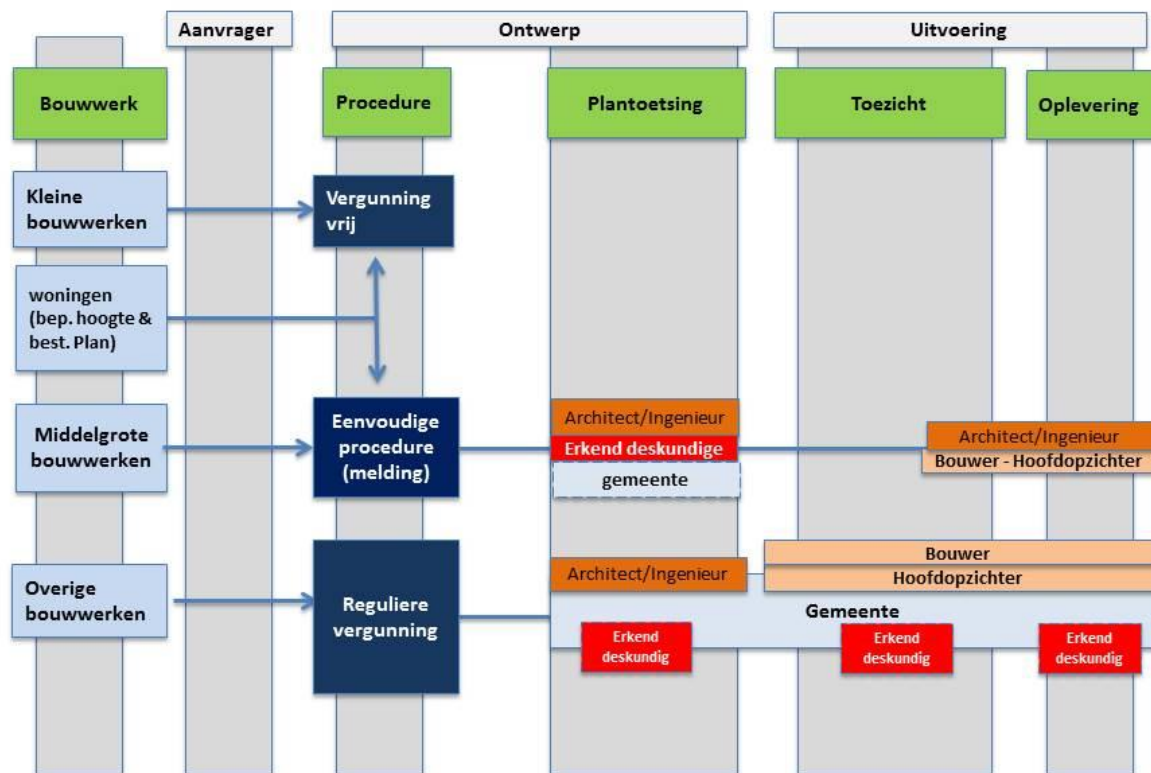 Aanvrager
Ontwerp
Uitvoering
Bouwwerk
Procedure
Plantoetsing
Toezicht
Oplevering
Kleine
bouwwerken
Vergunning
vrij
woningen
(bep. hoogte &
best. Plan)
Middelgrote
bouwwerken
Eenvoudige
procedure
(melding)
Architect/Ingenieur
Erkend deskundige
gemeente
Architect/Ingenieur
Bouwer - Hoofdopzichter
Overige
bouwwerken
Reguliere
vergunning
Architect/Ingenieur
Bouwer
Hoofdopzichter
Gemeente
Erkend
deskundig
Erkend
deskundig
Erkend
deskundig